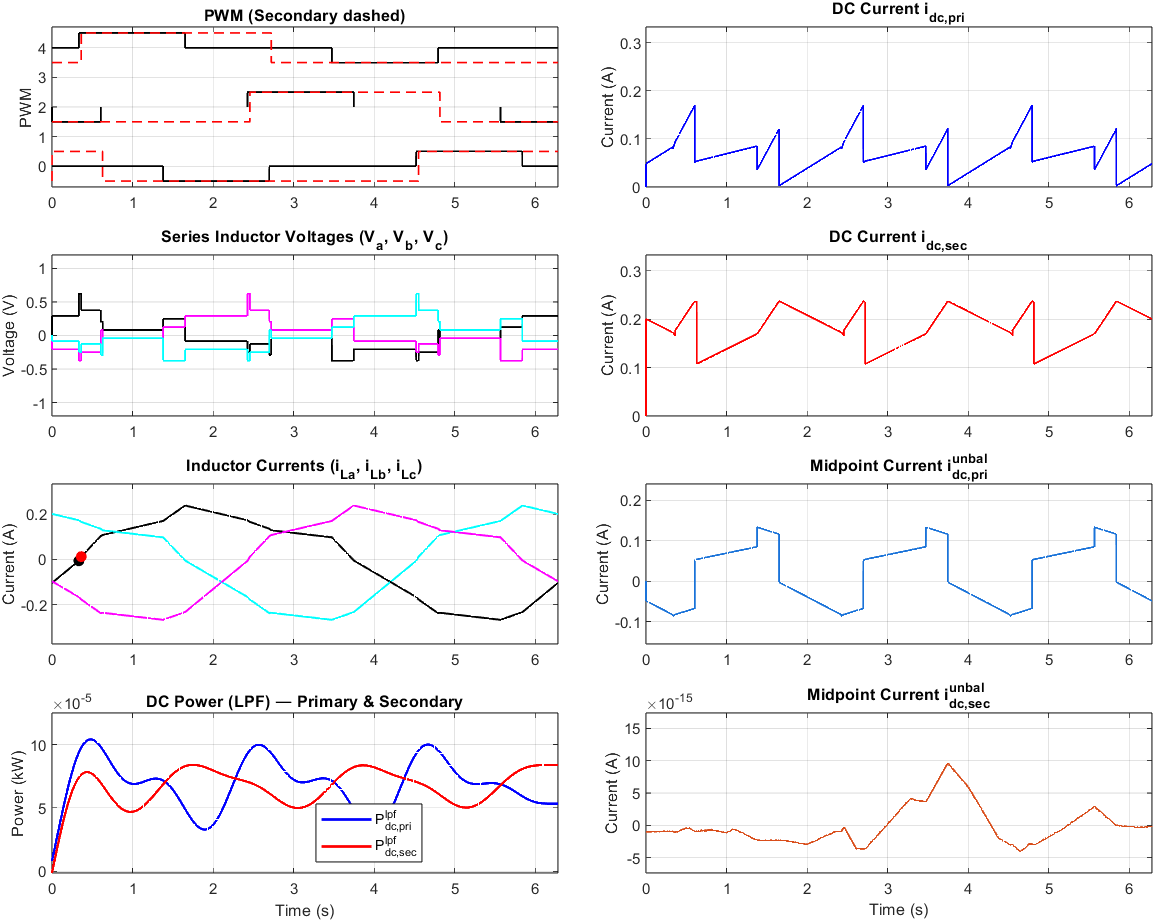 PWM (Secondary dashed)
PWM
4
3
2
1
0
0 1 2 3 4 5 6
DC Current i_dc,pri
Current (A)
0.3
0.2
0.1
0
0 1 2 3 4 5 6
Series Inductor Voltages (V_a, V_b, V_c)
Voltage (V)
1
0.5
0
-0.5
-1
0 1 2 3 4 5 6
DC Current i_dc,sec
Current (A)
0.3
0.2
0.1
0
0 1 2 3 4 5 6
Inductor Currents (i_La, i_Lb, i_Lc)
Current (A)
0.2
0
-0.2
0 1 2 3 4 5 6
Midpoint Current i_dc,pri^unbal
Current (A)
0.2
0.1
0
-0.1
0 1 2 3 4 5 6
DC Power (LPF) — Primary & Secondary
×10^-5
Power (kW)
10
5
0
P_dc,pri^lpf
P_dc,sec^lpf
0 1 2 3 4 5 6
Time (s)
Midpoint Current i_dc,sec^unbal
×10^-15
Current (A)
15
10
5
0
-5
0 1 2 3 4 5 6
Time (s)